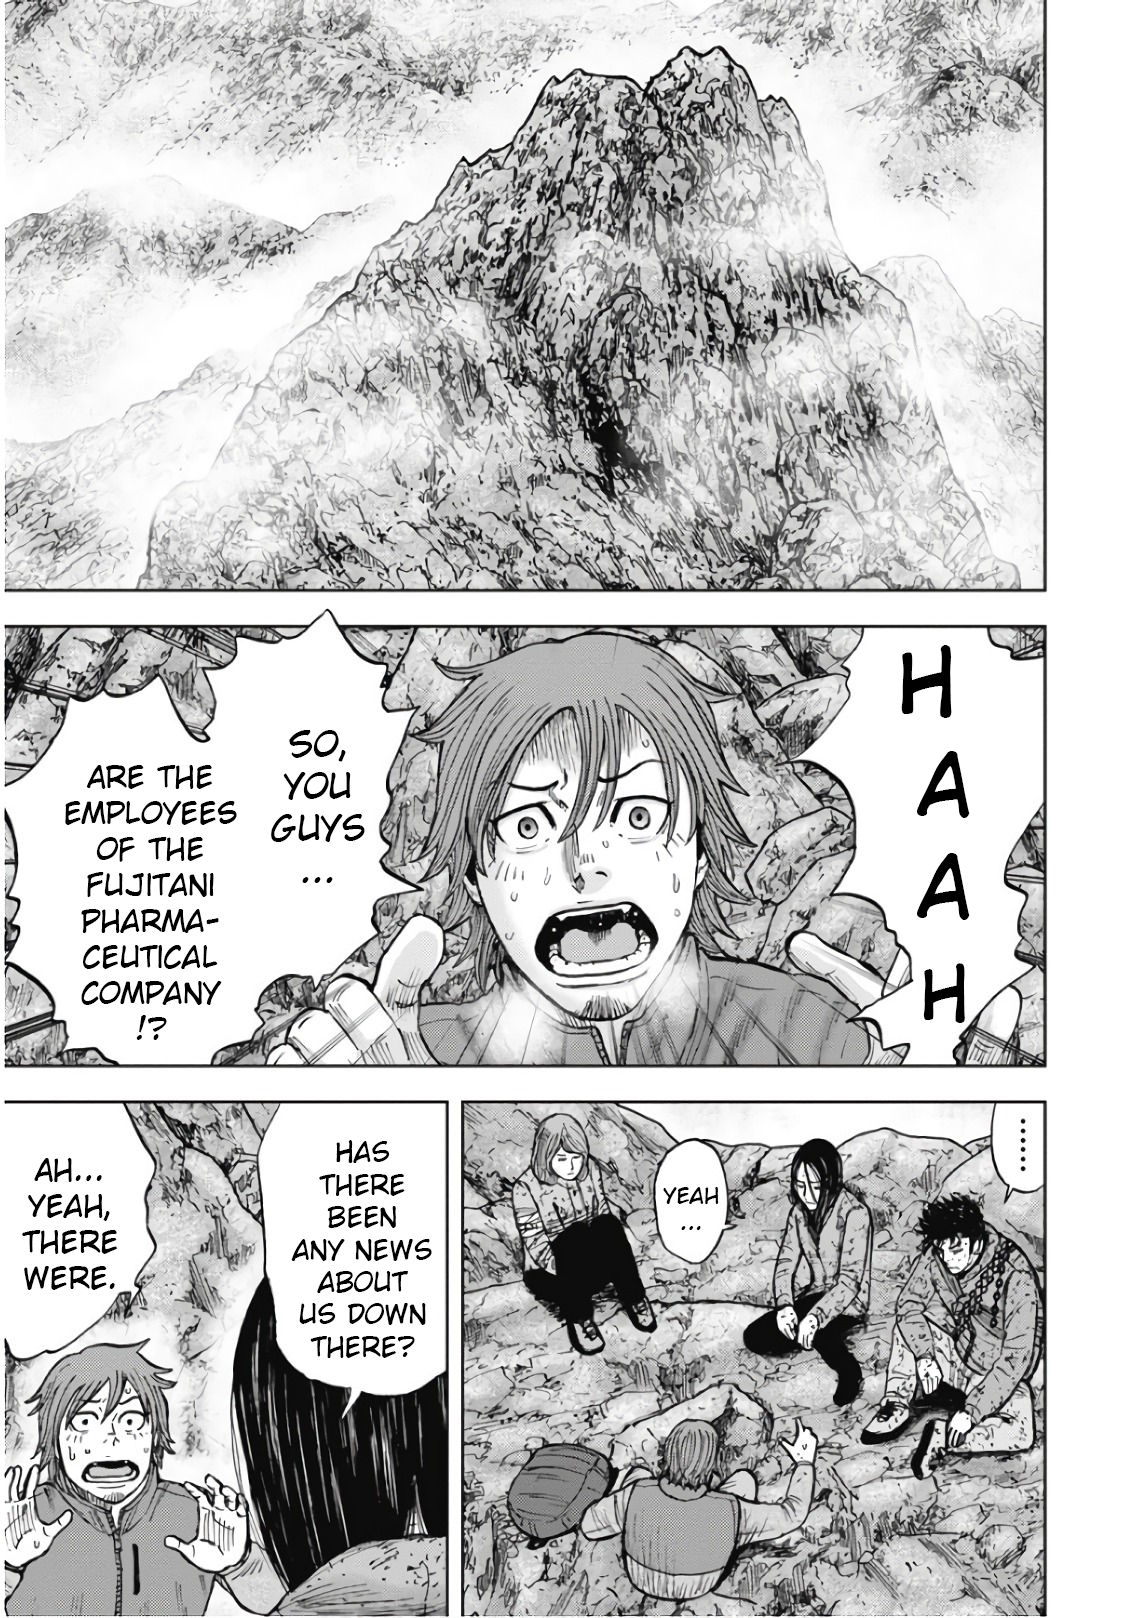 HAAH
SO,
YOU
GUYS
...
ARE THE
EMPLOYEES
OF THE
FUJITANI
PHARMA-
CEUTICAL
COMPANY
!?
......
YEAH
...
HAS
THERE
BEEN
ANY NEWS
ABOUT
US DOWN
THERE?
AH...
YEAH,
THERE
WERE.